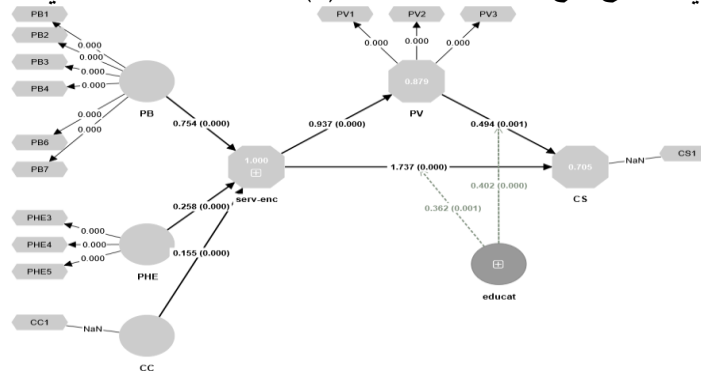 PB1
PB2
PB3
PB4
PB6
PB7
0.000
0.000
0.000
0.000
0.000
0.000
PB
PV1
PV2
PV3
0.000
0.000
0.000
0.879
PV
0.754 (0.000)
0.937 (0.000)
0.494 (0.001)
1.000
serv-enc
1.737 (0.000)
0.705
CS
NaN
CS1
0.402 (0.000)
0.362 (0.001)
educat
PHE3
PHE4
PHE5
0.000
0.000
0.000
PHE
0.258 (0.000)
0.155 (0.000)
CC1
NaN
CC